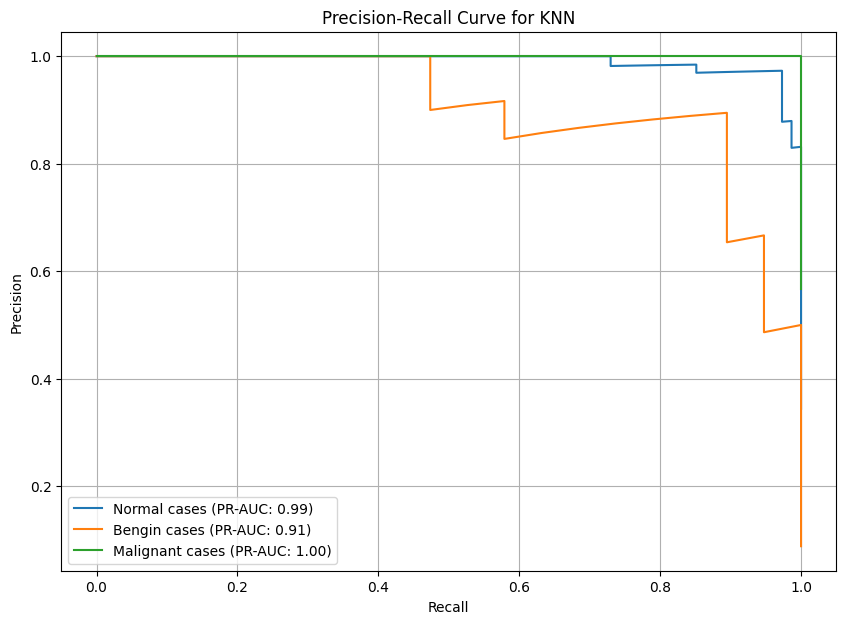 Precision-Recall Curve for KNN
Precision
1.0
0.8
0.6
0.4
0.2
Normal cases (PR-AUC: 0.99)
Bengin cases (PR-AUC: 0.91)
Malignant cases (PR-AUC: 1.00)
0.0 0.2 0.4 0.6 0.8 1.0
Recall